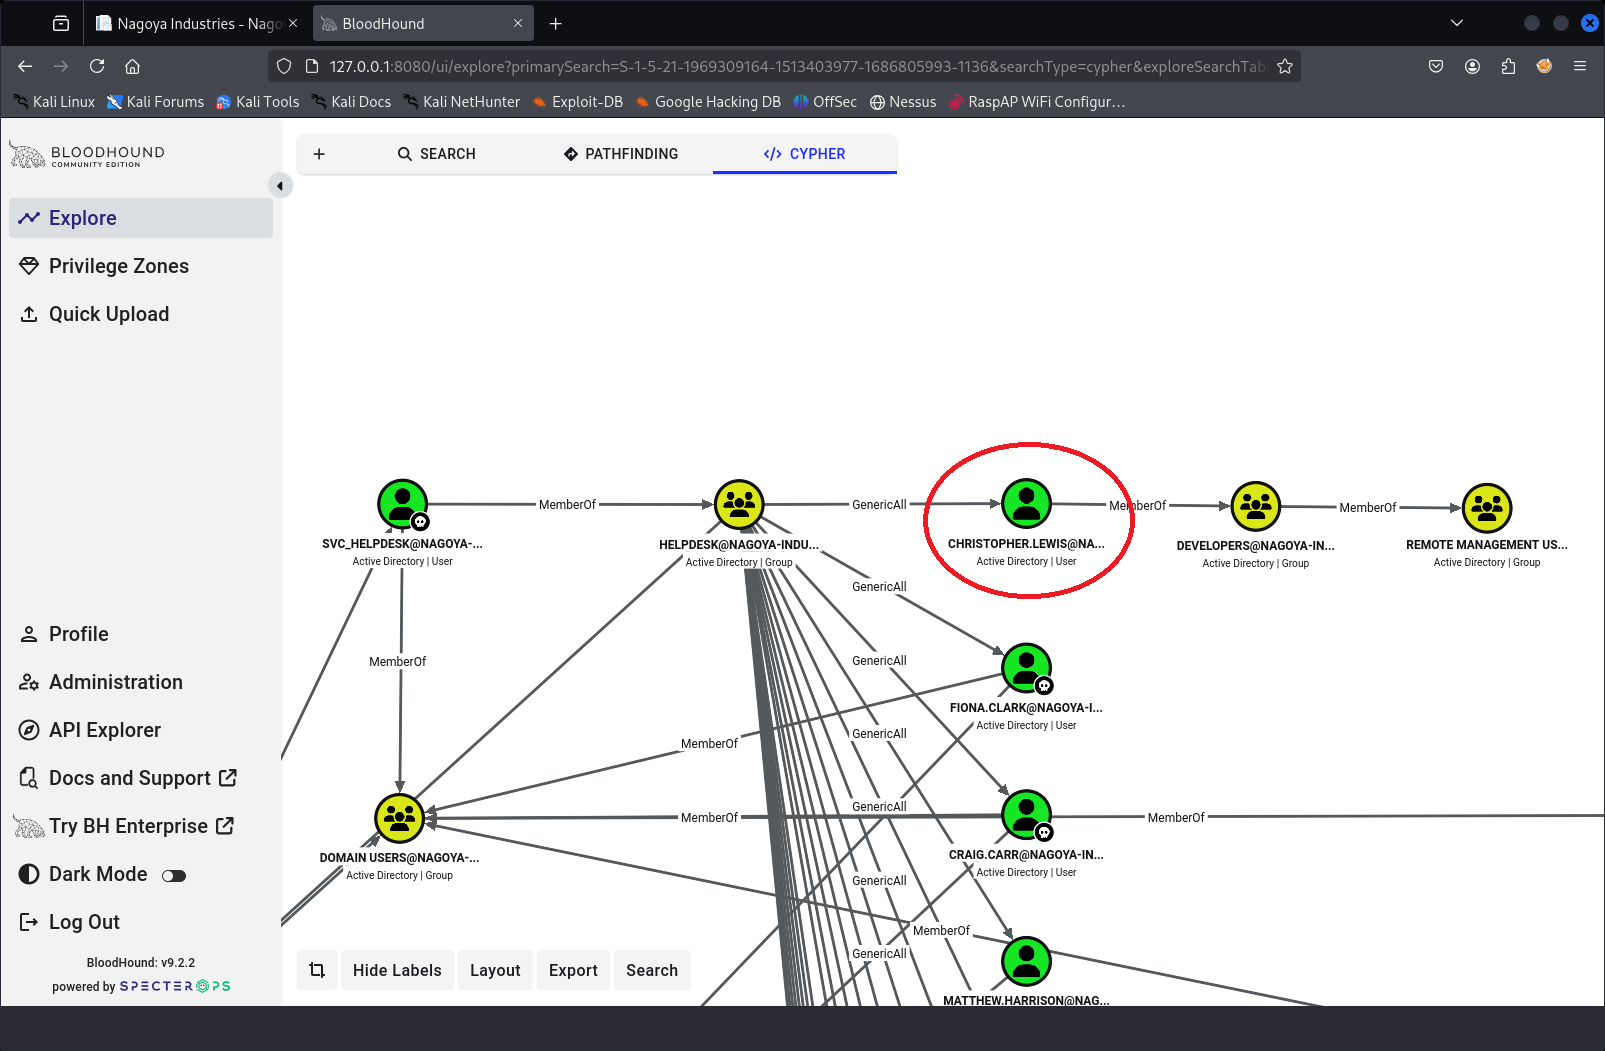 Nagoya Industries - Nago
BloodHound
127.0.0.1:8080/ui/explore?primarySearch=S-1-5-21-1969309164-1513403977-1686805993-1136&searchType=cypher&exploreSearchTab
Kali Linux
Kali Forums
Kali Tools
Kali Docs
Kali NetHunter
Exploit-DB
Google Hacking DB
OffSec
Nessus
RaspAP WiFi Configur…
BLOODHOUND
COMMUNITY EDITION
SEARCH
PATHFINDING
CYPHER
Explore
Privilege Zones
Quick Upload
Profile
Administration
API Explorer
Docs and Support
Try BH Enterprise
Dark Mode
Log Out
BloodHound: v9.2.2
powered by SPECTEROPS
MemberOf
GenericAll
MemberOf
MemberOf
SVC_HELPDESK@NAGOYA-...
Active Directory | User
HELPDESK@NAGOYA-INDU...
Active Directory | Group
CHRISTOPHER.LEWIS@NA...
Active Directory | User
DEVELOPERS@NAGOYA-IN...
Active Directory | Group
REMOTE MANAGEMENT US...
Active Directory | Group
GenericAll
MemberOf
GenericAll
FIONA.CLARK@NAGOYA-I...
Active Directory | User
GenericAll
MemberOf
GenericAll
MemberOf
MemberOf
DOMAIN USERS@NAGOYA-...
Active Directory | Group
CRAIG.CARR@NAGOYA-IN...
Active Directory | User
GenericAll
MemberOf
GenericAll
MATTHEW.HARRISON@NAG...
Hide Labels
Layout
Export
Search